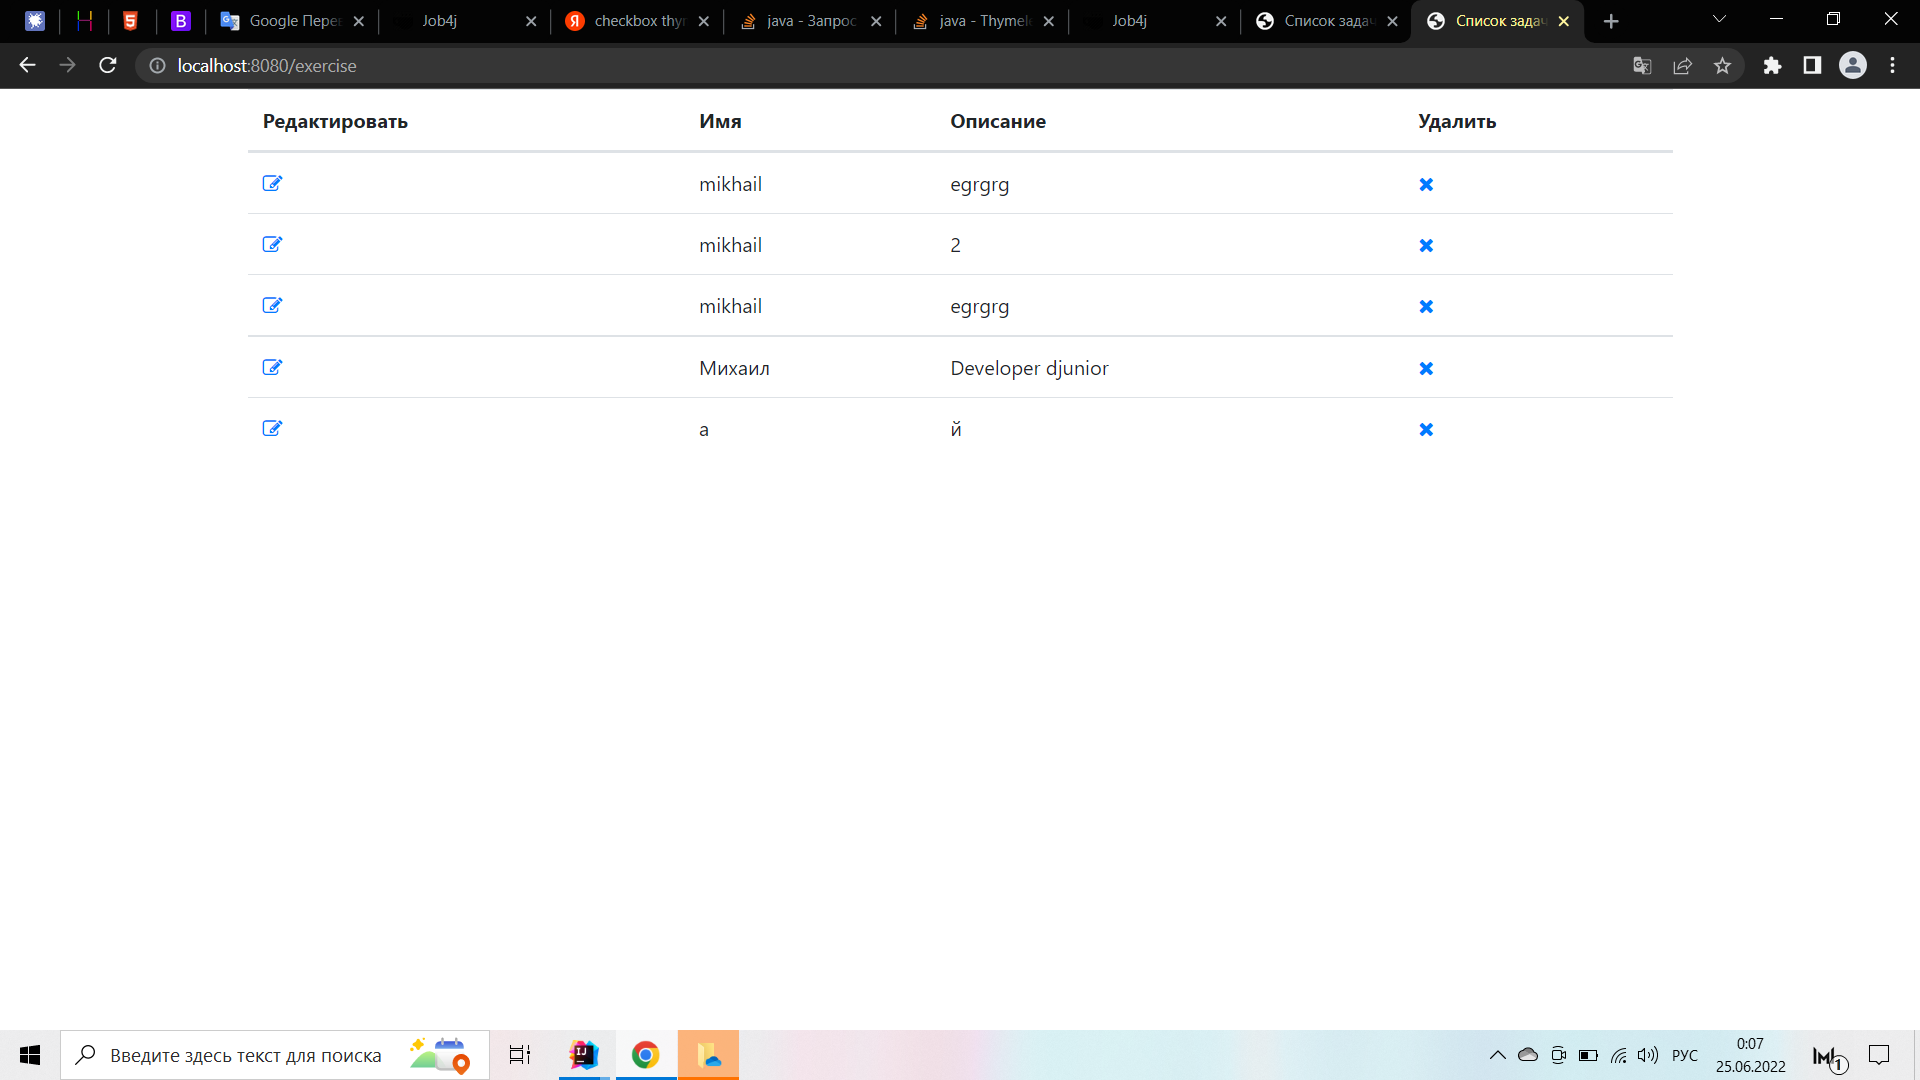 Google Пере
Job4j
checkbox thy
java - Запрос
java - Thymel
Job4j
Список задач
Список задач
localhost:8080/exercise
Редактировать Имя Описание Удалить
mikhail egrgrg
mikhail 2
mikhail egrgrg
Михаил Developer djunior
а й
Введите здесь текст для поиска
РУС
0:07
25.06.2022
1